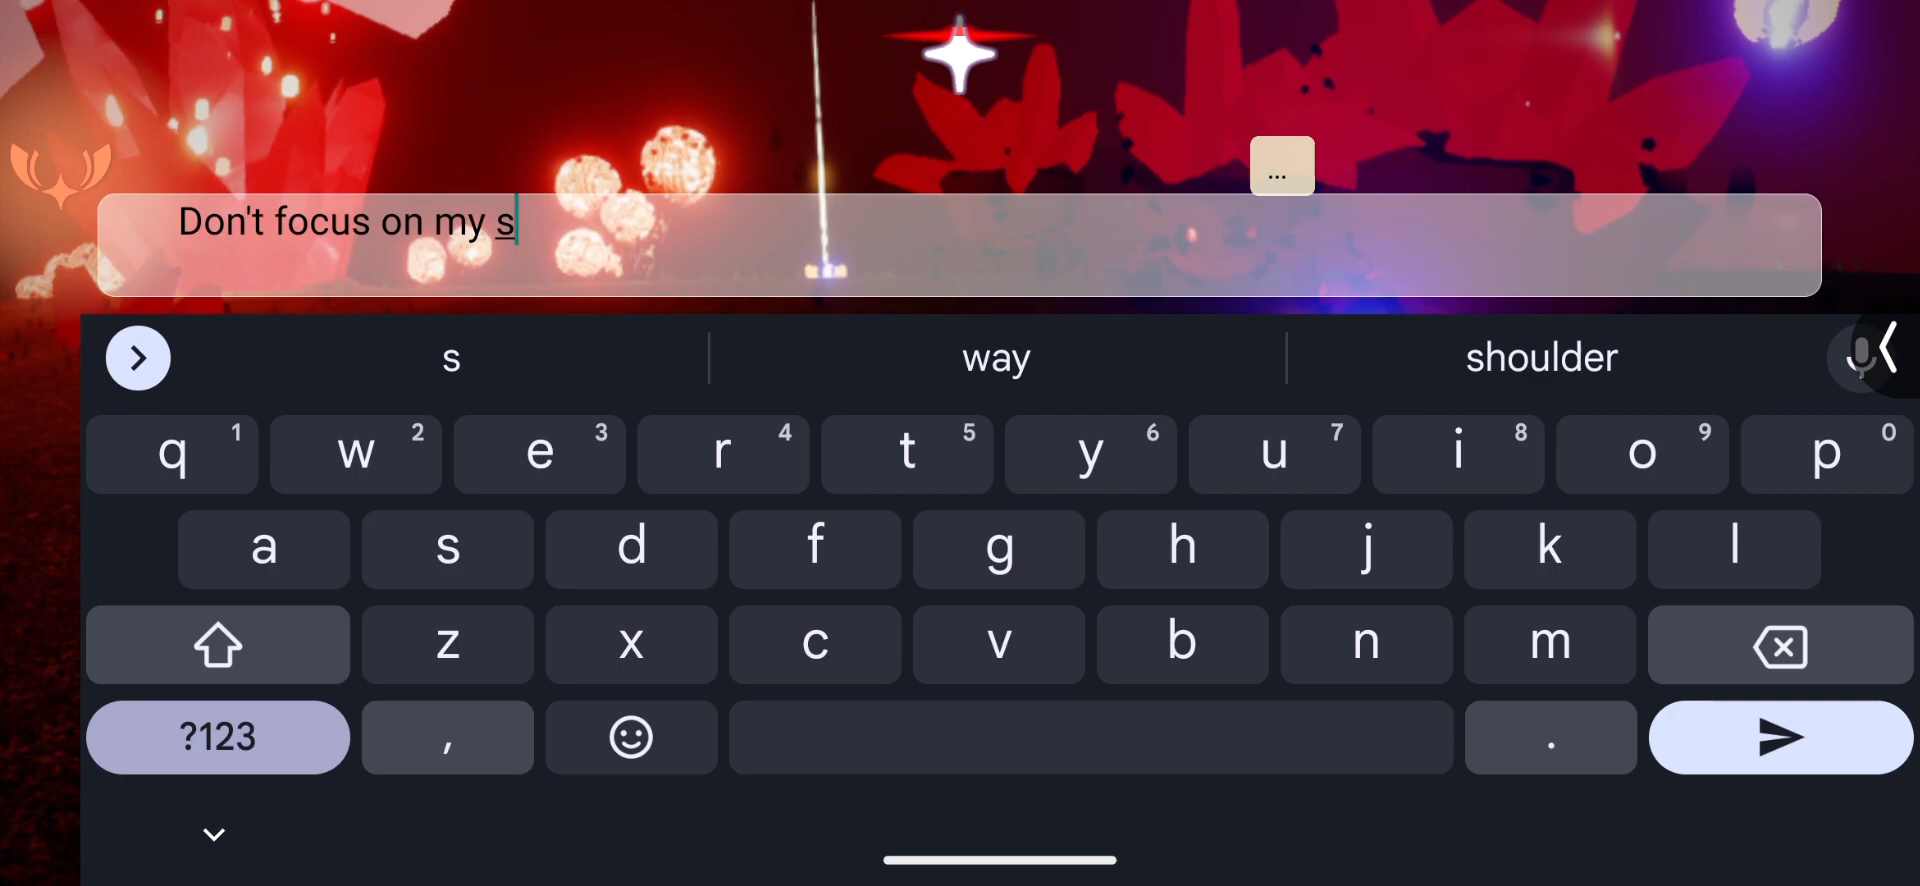 ...
Don't focus on my s
s way shoulder
q 1 w 2 e 3 r 4 t 5 y 6 u 7 i 8 o 9 p 0
a s d f g h j k l
z x c v b n m
?123 , .